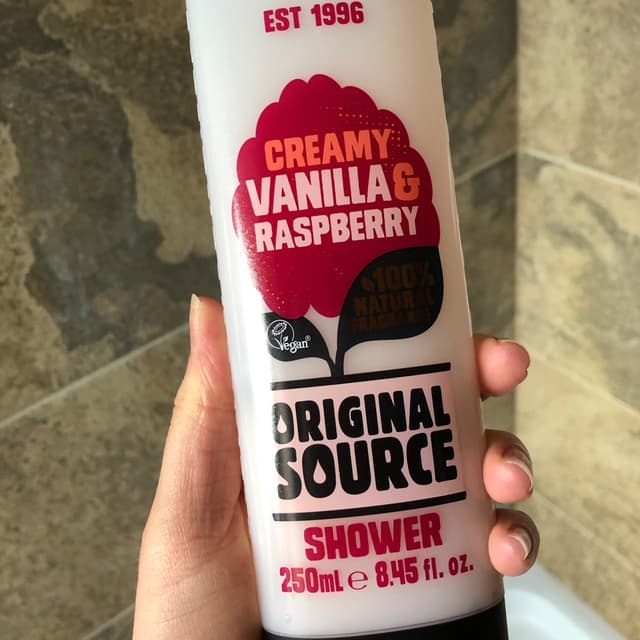 EST 1996
CREAMY
VANILLA &
RASPBERRY
100%
NATURAL
FRAGRANCE
Vegan®
ORIGINAL
SOURCE
SHOWER
250mL e 8.45 fl. oz.